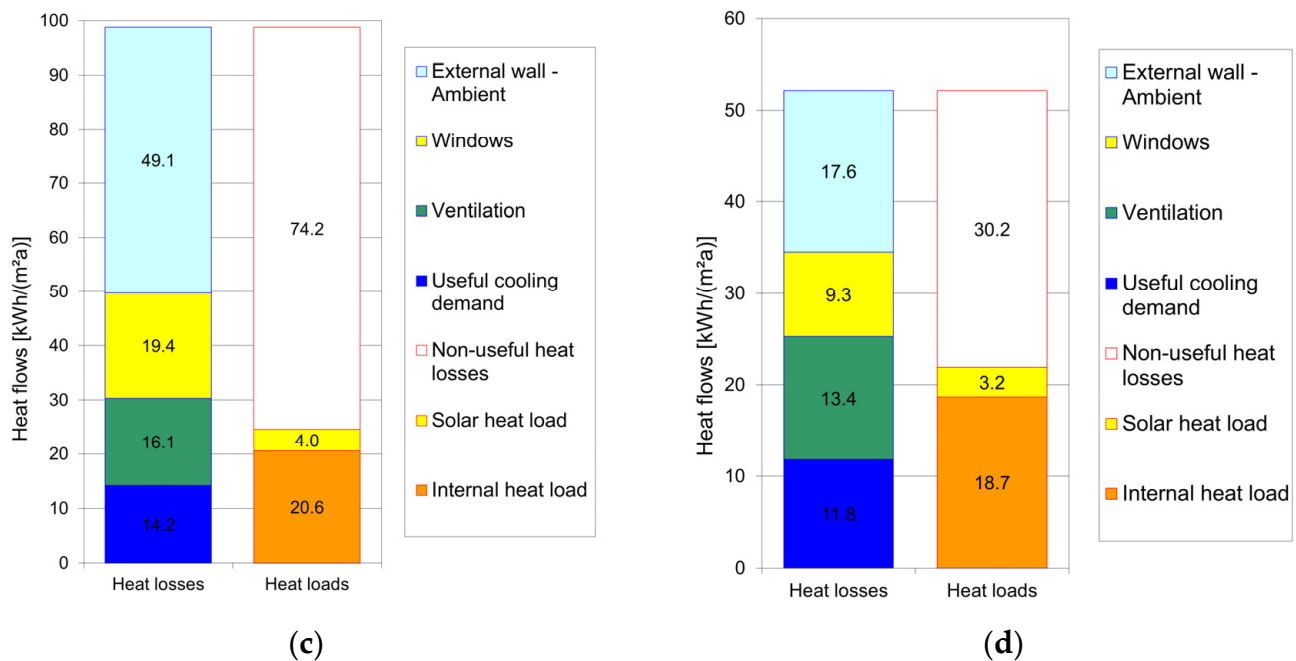 Heat flows [kWh/(m²a)]
100
90
80
70
60
50
40
30
20
10
0
49.1
19.4
16.1
14.2
74.2
4.0
20.6
Heat losses
Heat loads
External wall -
Ambient
Windows
Ventilation
Useful cooling
demand
Non-useful heat
losses
Solar heat load
Internal heat load
(c)
Heat flows [kWh/(m²a)]
60
50
40
30
20
10
0
17.6
9.3
13.4
11.8
30.2
3.2
18.7
Heat losses
Heat loads
External wall -
Ambient
Windows
Ventilation
Useful cooling
demand
Non-useful heat
losses
Solar heat load
Internal heat load
(d)